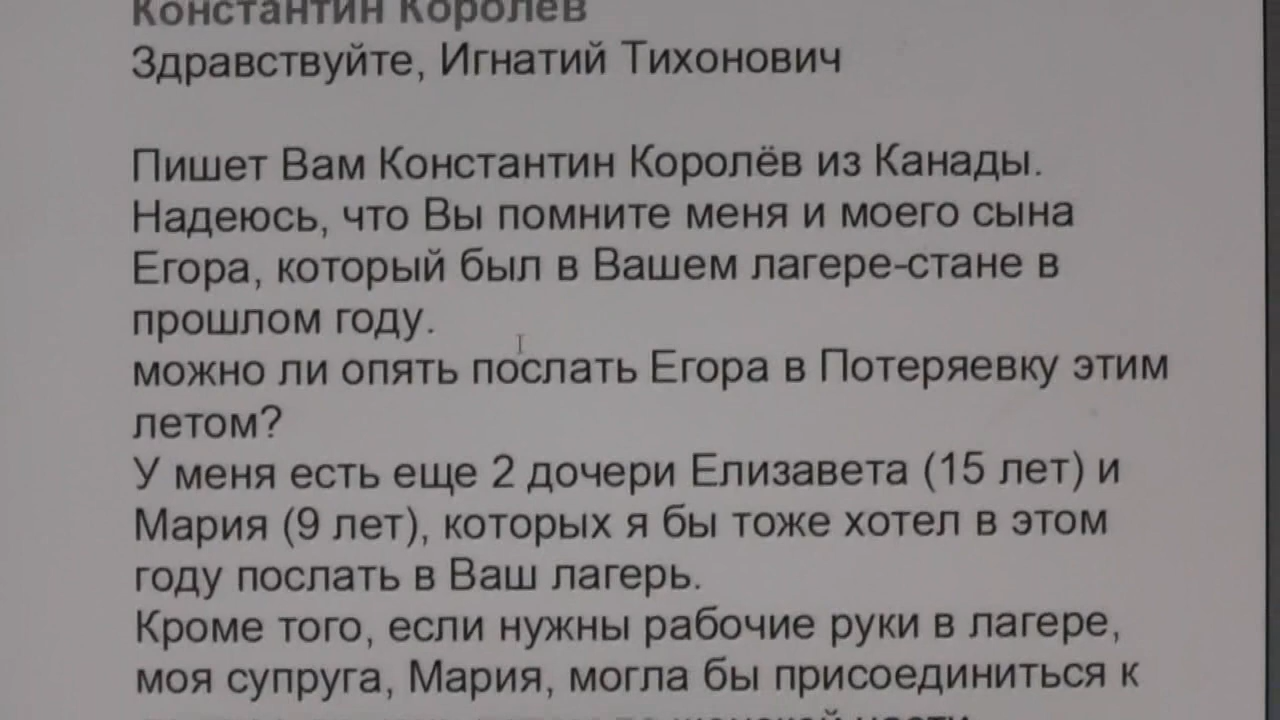 Константин Королёв
Здравствуйте, Игнатий Тихонович
Пишет Вам Константин Королёв из Канады.
Надеюсь, что Вы помните меня и моего сына
Егора, который был в Вашем лагере-стане в
прошлом году.
можно ли опять послать Егора в Потеряевку этим
летом?
У меня есть еще 2 дочери Елизавета (15 лет) и
Мария (9 лет), которых я бы тоже хотел в этом
году послать в Ваш лагерь.
Кроме того, если нужны рабочие руки в лагере,
моя супруга, Мария, могла бы присоединиться к